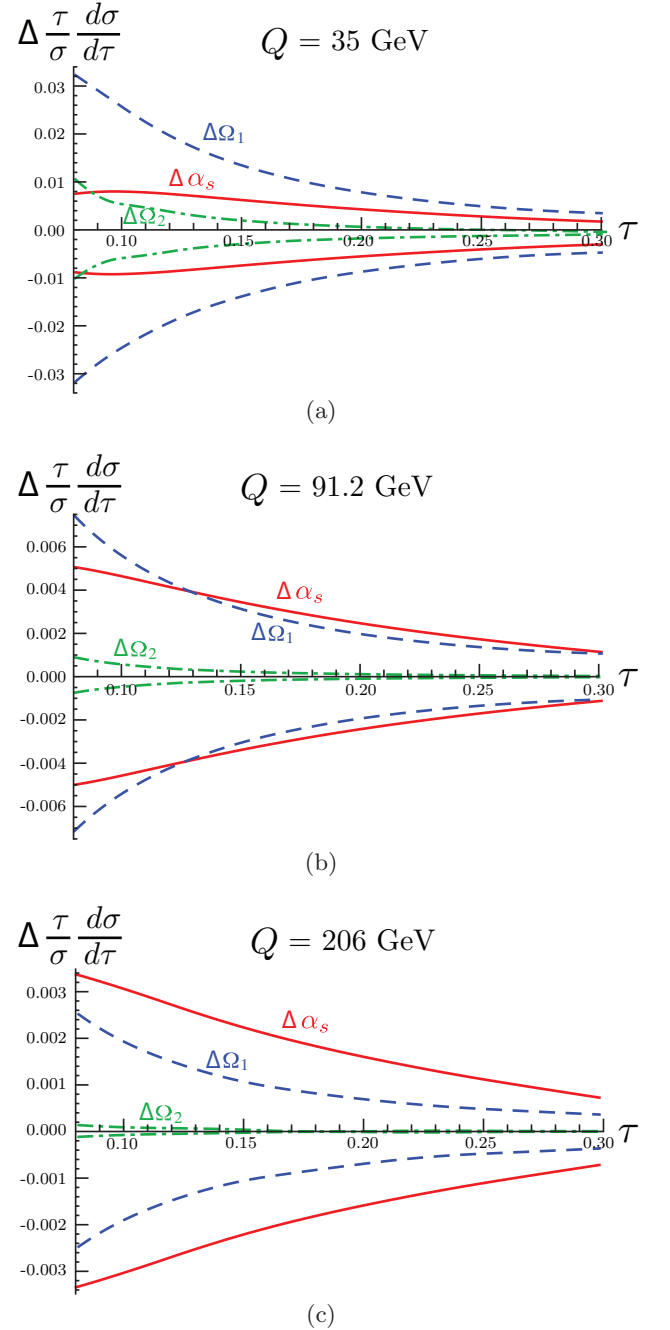 Δ τ/σ dσ/dτ
Q = 35 GeV
0.03
0.02
ΔΩ₁
0.01
Δ αₛ
ΔΩ₂
0.00
0.10 0.15 0.20 0.25 0.30 τ
-0.01
-0.02
-0.03
(a)
Δ τ/σ dσ/dτ
Q = 91.2 GeV
0.006
0.004
Δ αₛ
0.002
ΔΩ₁
ΔΩ₂
0.000
0.10 0.15 0.20 0.25 0.30 τ
-0.002
-0.004
-0.006
(b)
Δ τ/σ dσ/dτ
Q = 206 GeV
0.003
Δ αₛ
0.002
ΔΩ₁
0.001
ΔΩ₂
0.000
0.10 0.15 0.20 0.25 0.30 τ
-0.001
-0.002
-0.003
(c)